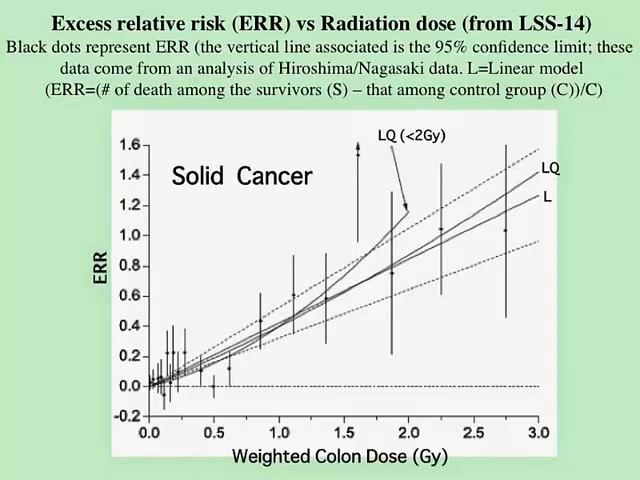 Excess relative risk (ERR) vs Radiation dose (from LSS-14)
Black dots represent ERR (the vertical line associated is the 95% confidence limit; these
data come from an analysis of Hiroshima/Nagasaki data. L=Linear model
(ERR=(# of death among the survivors (S) – that among control group (C))/C)
LQ (<2Gy)
Solid Cancer
LQ
L
ERR
1.6
1.4
1.2
1.0
0.8
0.6
0.4
0.2
0.0
-0.2
0.0 0.5 1.0 1.5 2.0 2.5 3.0
Weighted Colon Dose (Gy)